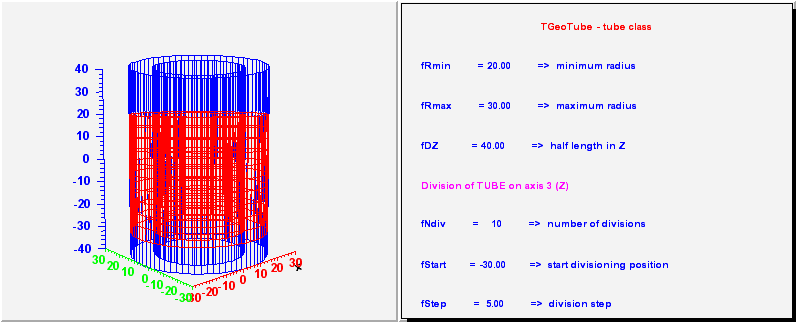 40
30
20
10
0
-10
-20
-30
-40
30 20 10 0 -10 -20 -30
-30 -20 -10 0 10 20 30
x
TGeoTube - tube class
fRmin = 20.00 => minimum radius
fRmax = 30.00 => maximum radius
fDZ = 40.00 => half length in Z
Division of TUBE on axis 3 (Z)
fNdiv = 10 => number of divisions
fStart = -30.00 => start divisioning position
fStep = 5.00 => division step